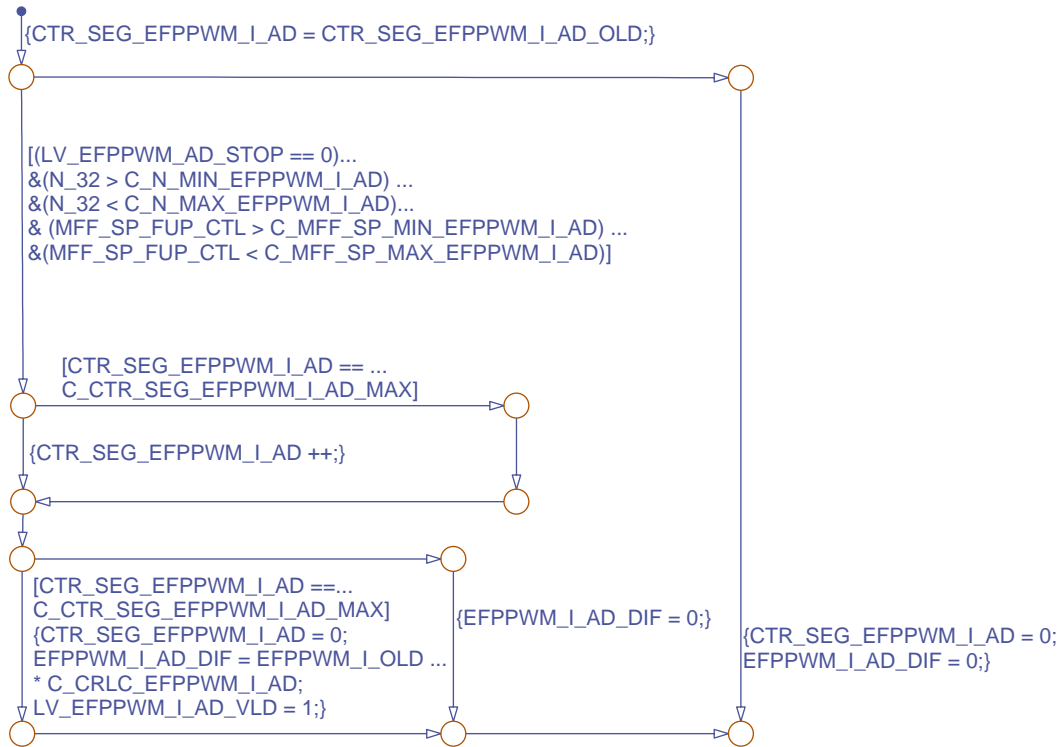 {CTR_SEG_EFPPWM_I_AD = CTR_SEG_EFPPWM_I_AD_OLD;}
[(LV_EFPPWM_AD_STOP == 0)...
&(N_32 > C_N_MIN_EFPPWM_I_AD) ...
&(N_32 < C_N_MAX_EFPPWM_I_AD)...
& (MFF_SP_FUP_CTL > C_MFF_SP_MIN_EFPPWM_I_AD) ...
&(MFF_SP_FUP_CTL < C_MFF_SP_MAX_EFPPWM_I_AD)]
[CTR_SEG_EFPPWM_I_AD == ...
C_CTR_SEG_EFPPWM_I_AD_MAX]
{CTR_SEG_EFPPWM_I_AD ++;}
[CTR_SEG_EFPPWM_I_AD ==...
C_CTR_SEG_EFPPWM_I_AD_MAX]
{CTR_SEG_EFPPWM_I_AD = 0;
EFPPWM_I_AD_DIF = EFPPWM_I_OLD ...
* C_CRLC_EFPPWM_I_AD;
LV_EFPPWM_I_AD_VLD = 1;}
{EFPPWM_I_AD_DIF = 0;}
{CTR_SEG_EFPPWM_I_AD = 0;
EFPPWM_I_AD_DIF = 0;}